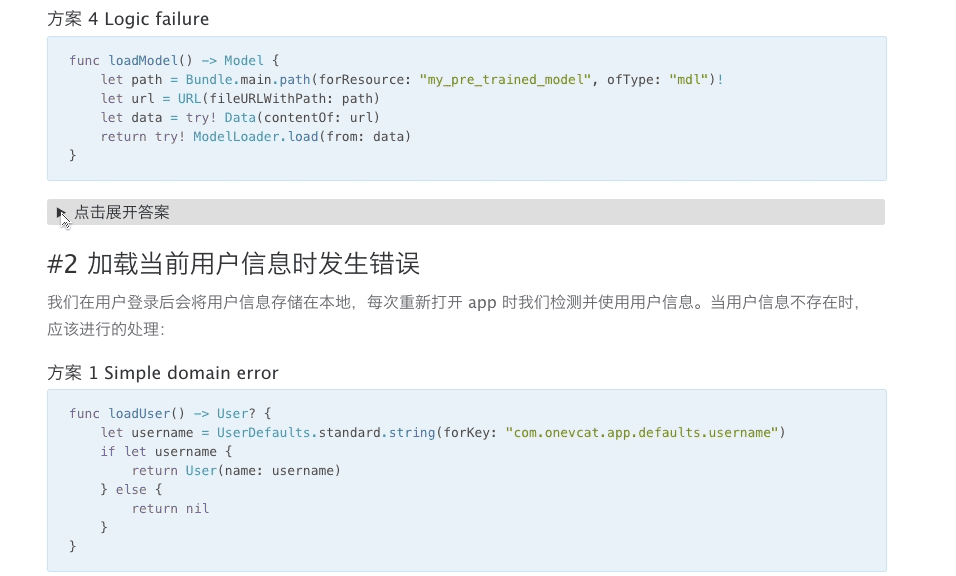 方案 4 Logic failure
func loadModel() -> Model {
    let path = Bundle.main.path(forResource: "my_pre_trained_model", ofType: "mdl")!
    let url = URL(fileURLWithPath: path)
    let data = try! Data(contentOf: url)
    return try! ModelLoader.load(from: data)
}
点击展开答案
#2 加载当前用户信息时发生错误
我们在用户登录后会将用户信息存储在本地，每次重新打开 app 时我们检测并使用用户信息。当用户信息不存在时，
应该进行的处理：
方案 1 Simple domain error
func loadUser() -> User? {
    let username = UserDefaults.standard.string(forKey: "com.onevcat.app.defaults.username")
    if let username {
        return User(name: username)
    } else {
        return nil
    }
}